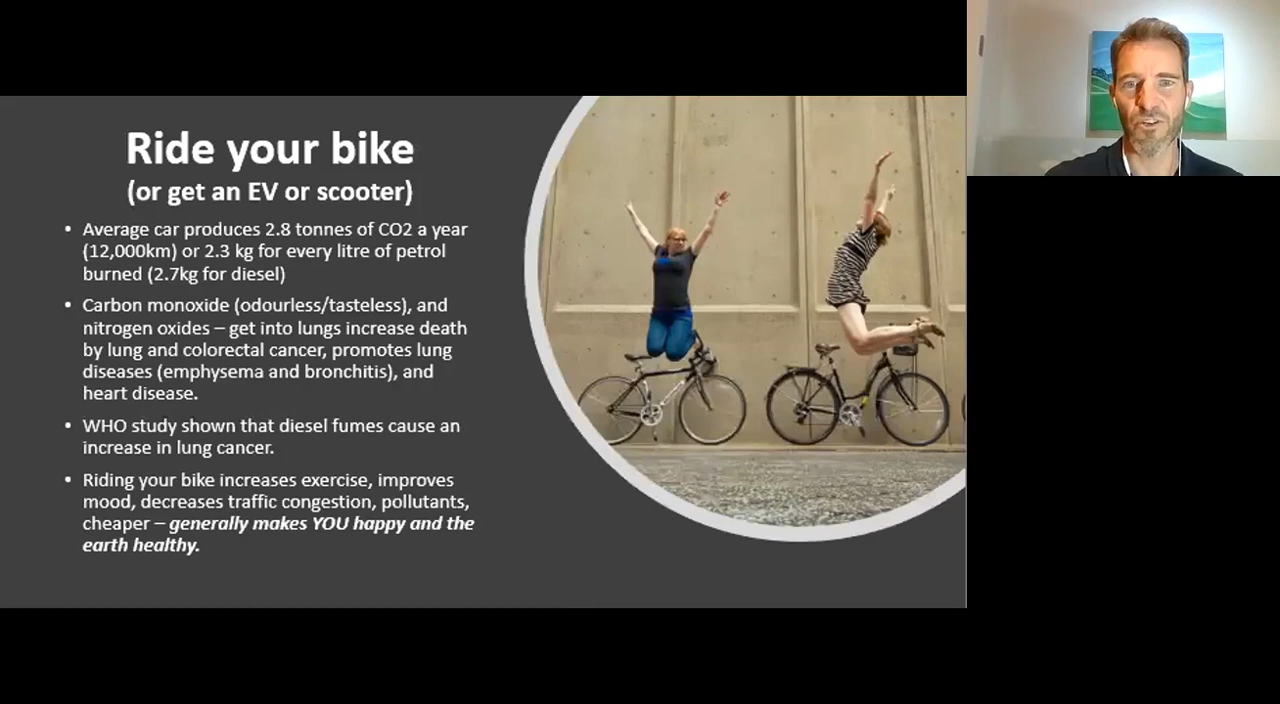 Ride your bike
(or get an EV or scooter)
• Average car produces 2.8 tonnes of CO2 a year
(12,000km) or 2.3 kg for every litre of petrol
burned (2.7kg for diesel)
• Carbon monoxide (odourless/tasteless), and
nitrogen oxides – get into lungs increase death
by lung and colorectal cancer, promotes lung
diseases (emphysema and bronchitis), and
heart disease.
• WHO study shown that diesel fumes cause an
increase in lung cancer.
• Riding your bike increases exercise, improves
mood, decreases traffic congestion, pollutants,
cheaper – generally makes YOU happy and the
earth healthy.